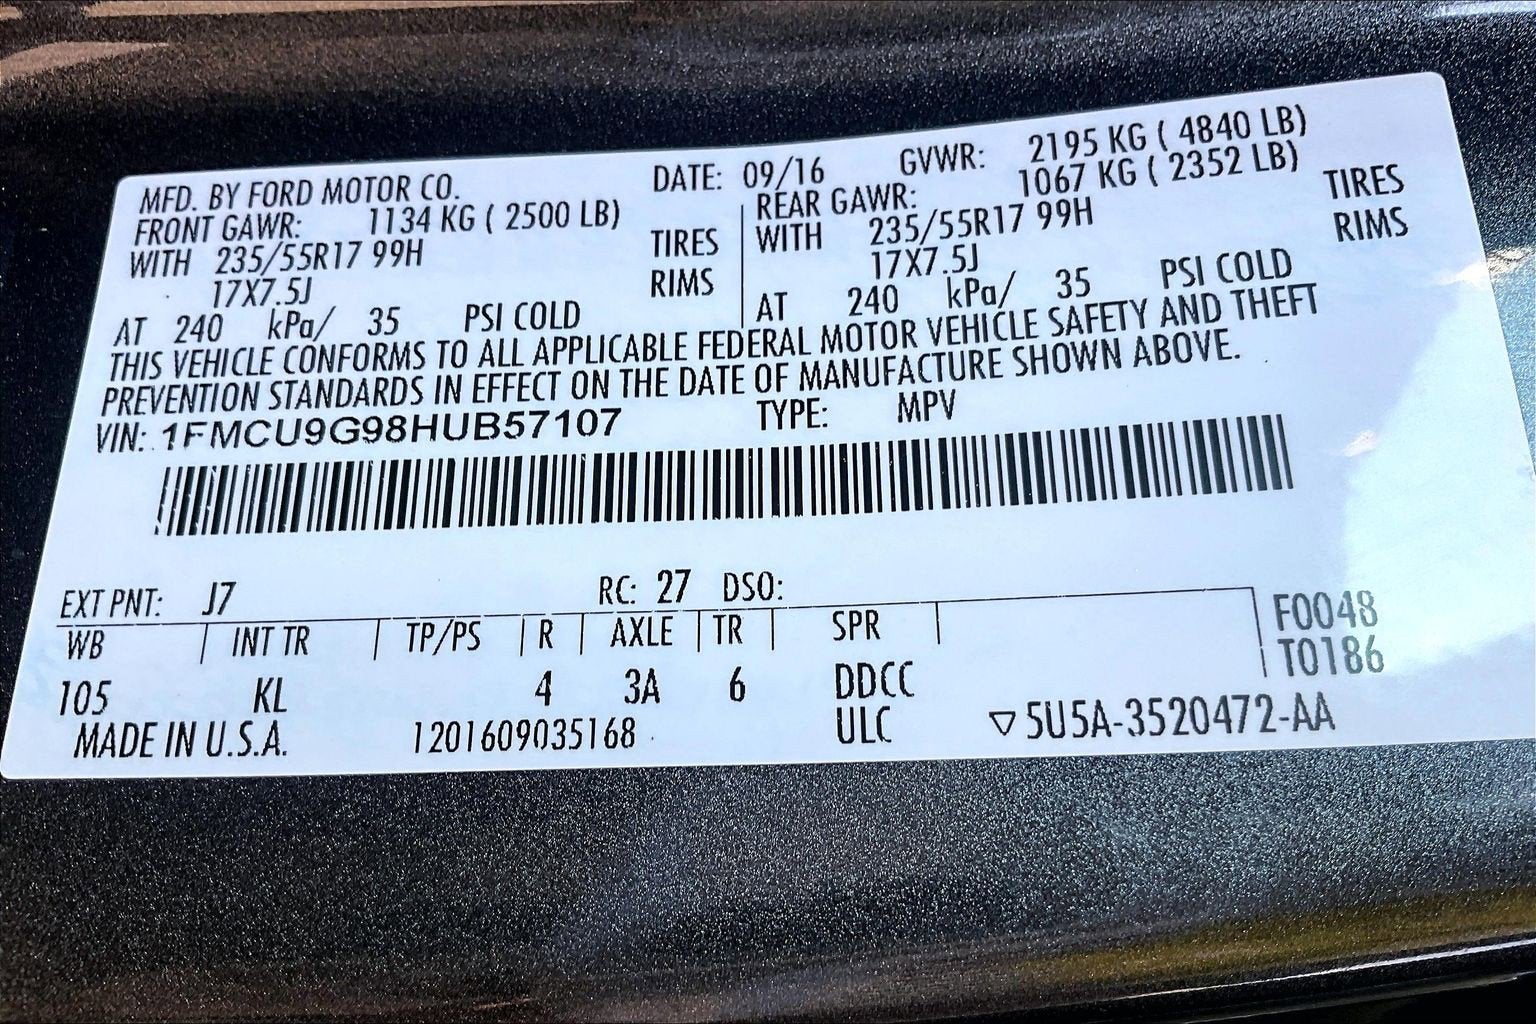 MFD. BY FORD MOTOR CO. DATE: 09/16 GVWR: 2195 KG ( 4840 LB)
FRONT GAWR: 1134 KG ( 2500 LB) REAR GAWR: 1067 KG ( 2352 LB)
WITH 235/55R17 99H TIRES WITH 235/55R17 99H TIRES
17X7.5J RIMS 17X7.5J RIMS
AT 240 kPa/ 35 PSI COLD AT 240 kPa/ 35 PSI COLD
THIS VEHICLE CONFORMS TO ALL APPLICABLE FEDERAL MOTOR VEHICLE SAFETY AND THEFT
PREVENTION STANDARDS IN EFFECT ON THE DATE OF MANUFACTURE SHOWN ABOVE.
VIN: 1FMCU9G98HUB57107 TYPE: MPV
EXT PNT: J7 RC: 27 DSO:
WB INT TR TP/PS R AXLE TR SPR F0048
T0186
105 KL 4 3A 6 DDCC
MADE IN U.S.A. 1201609035168 ULC ▽5U5A-3520472-AA